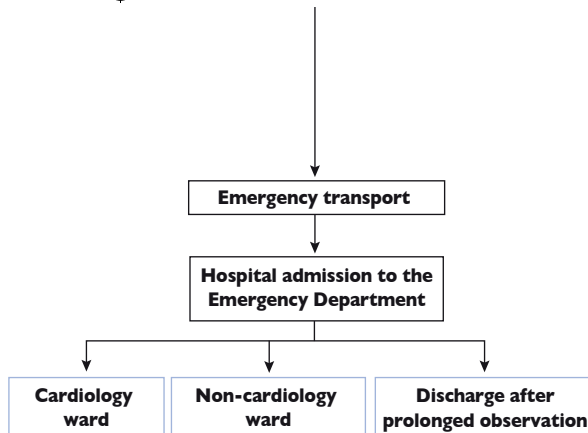 Emergency transport
Hospital admission to the
Emergency Department
Cardiology
ward
Non-cardiology
ward
Discharge after
prolonged observation